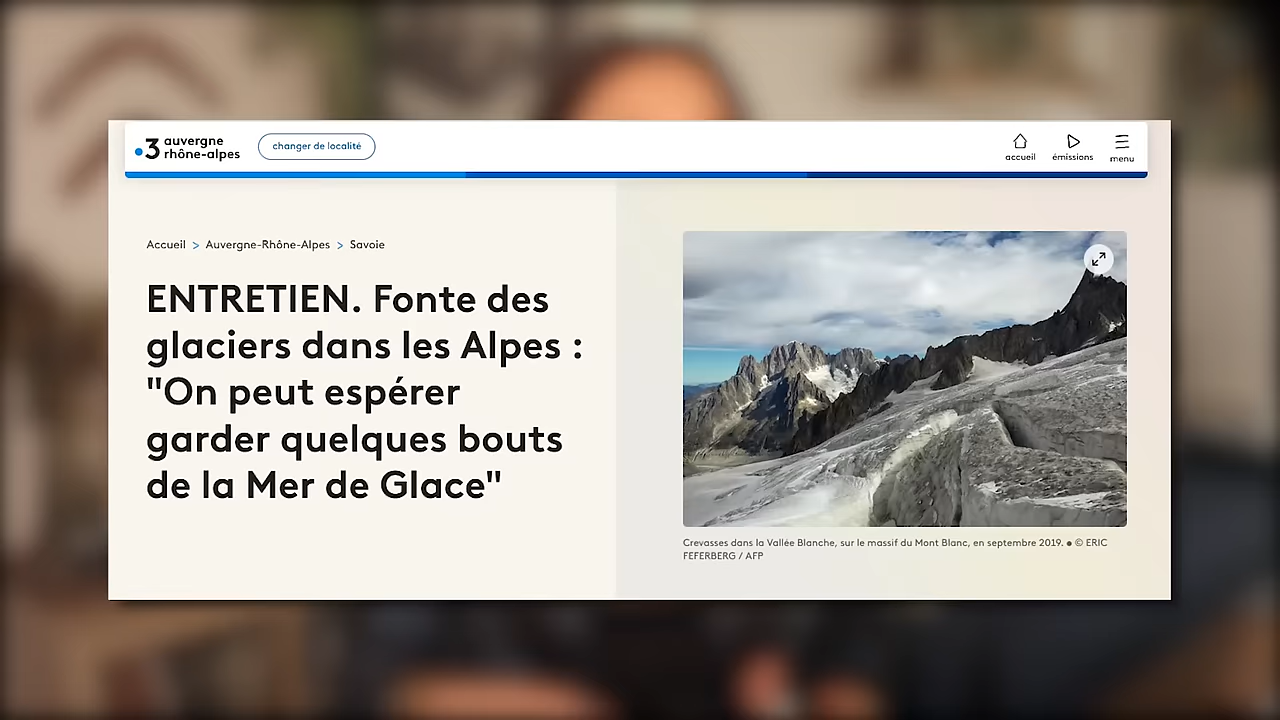 3 auvergne
rhône-alpes
changer de localité
accueil
émissions
menu
Accueil > Auvergne-Rhône-Alpes > Savoie
ENTRETIEN. Fonte des
glaciers dans les Alpes :
"On peut espérer
garder quelques bouts
de la Mer de Glace"
Crevasses dans la Vallée Blanche, sur le massif du Mont Blanc, en septembre 2019. • © ERIC
FEFERBERG / AFP